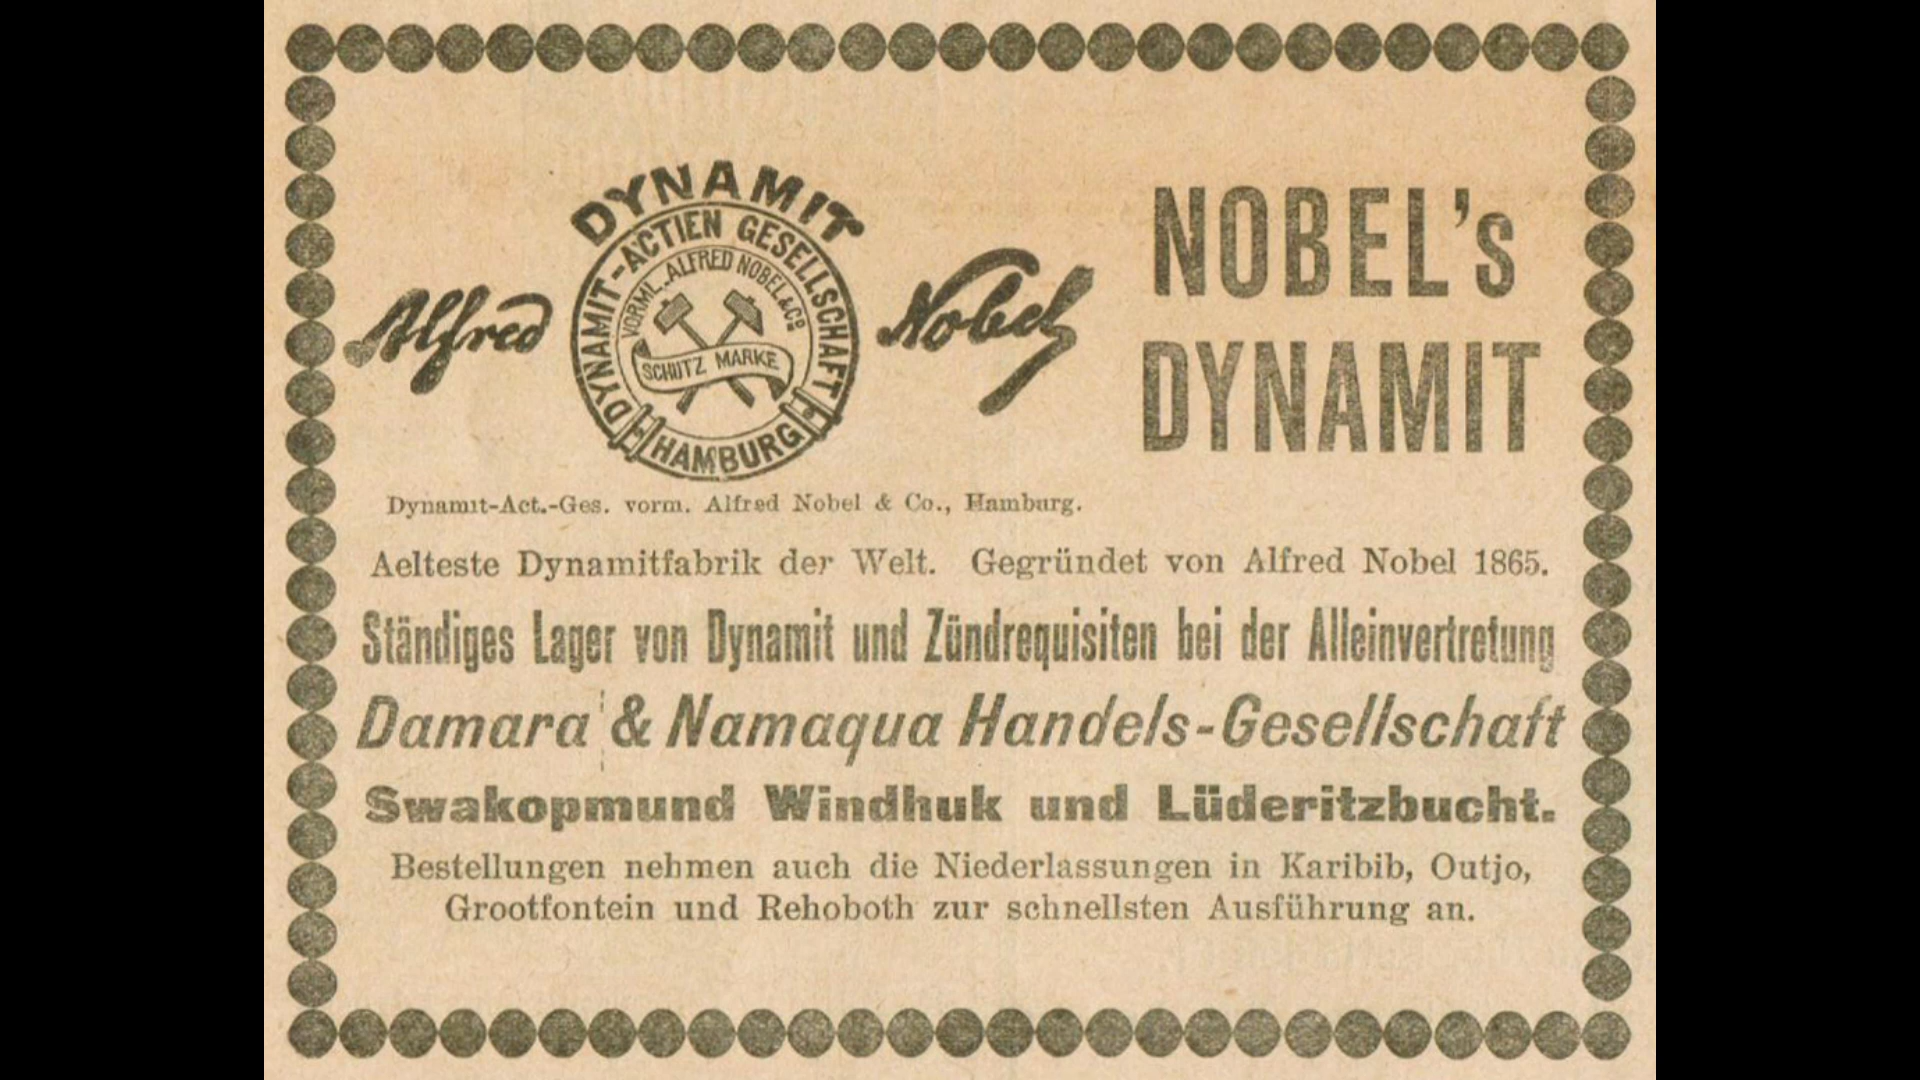 DYNAMIT
DYNAMIT-ACTIEN GESELLSCHAFT
VORML. ALFRED NOBEL & Co
SCHUTZ MARKE
HAMBURG
Alfred Nobel
NOBEL's
DYNAMIT
Dynamit-Act.-Ges. vorm. Alfred Nobel & Co., Hamburg.
Aelteste Dynamitfabrik der Welt. Gegründet von Alfred Nobel 1865.
Ständiges Lager von Dynamit und Zündrequisiten bei der Alleinvertretung
Damara & Namaqua Handels-Gesellschaft
Swakopmund Windhuk und Lüderitzbucht.
Bestellungen nehmen auch die Niederlassungen in Karibib, Outjo,
Grootfontein und Rehoboth zur schnellsten Ausführung an.